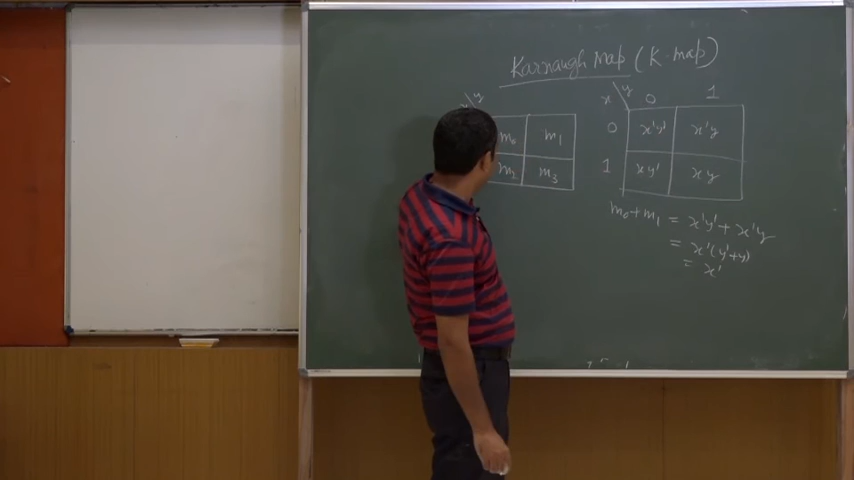 Karnaugh Map (K-map)
y
m₀ m₁
m₂ m₃
x y 0 1
0 x'y' x'y
1 xy' xy
m₀+m₁ = x'y' + x'y
= x'(y'+y)
= x'